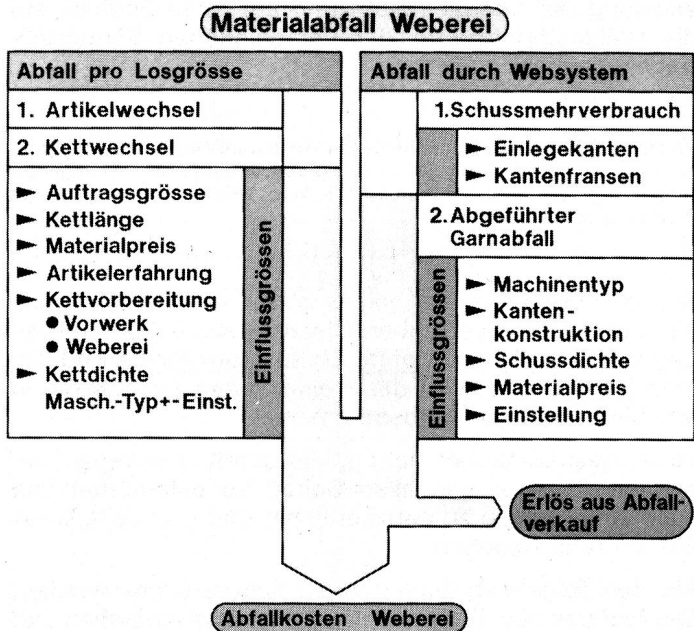 Materialabfall Weberei
Abfall pro Losgrösse
1. Artikelwechsel
2. Kettwechsel
► Auftragsgrösse
► Kettlänge
► Materialpreis
► Artikelerfahrung
► Kettvorbereitung
● Vorwerk
● Weberei
► Kettdichte
Masch.-Typ+-Einst.
Einflussgrössen
Abfall durch Websystem
1.Schussmehrverbrauch
► Einlegekanten
► Kantenfransen
2.Abgeführter
Garnabfall
► Machinentyp
► Kanten-
konstruktion
► Schussdichte
► Materialpreis
► Einstellung
Einflussgrössen
Erlös aus Abfall-
verkauf
Abfallkosten Weberei